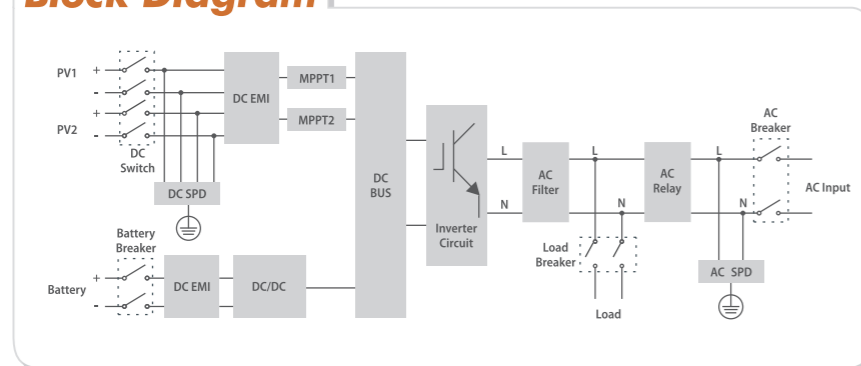 Block Diagram
PV1
+
-
PV2
+
-
DC
Switch
DC EMI
MPPT1
MPPT2
DC SPD
Battery
Breaker
Battery
+
-
DC EMI
DC/DC
DC
BUS
Inverter
Circuit
L
N
AC
Filter
L
N
Load
Breaker
Load
AC
Relay
L
N
AC
Breaker
AC Input
AC SPD